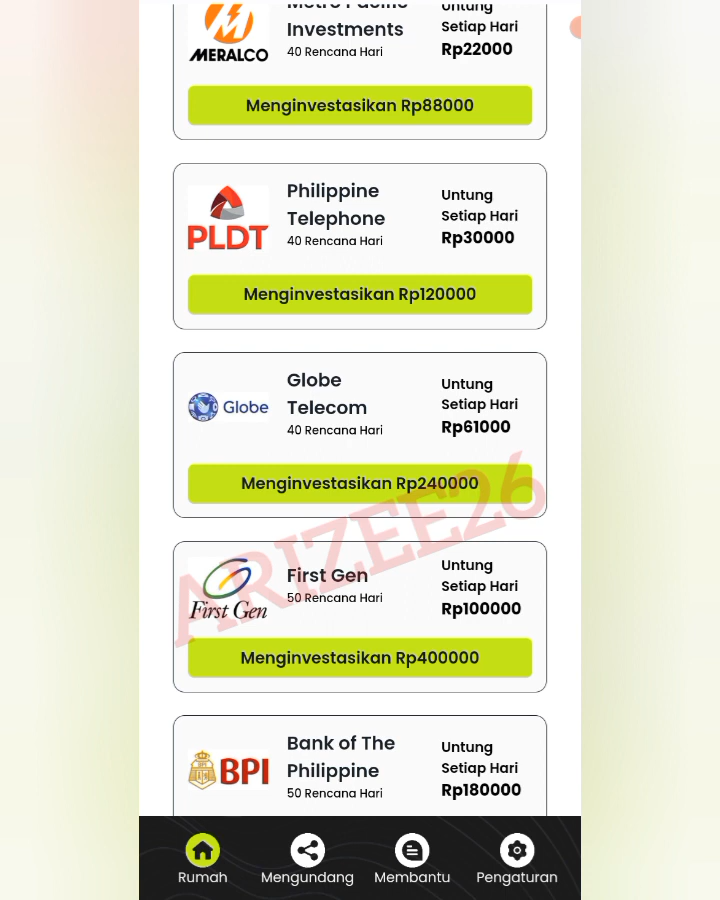 Metro Pacific
Investments
40 Rencana Hari
MERALCO
Untung
Setiap Hari
Rp22000
Menginvestasikan Rp88000
PLDT
Philippine
Telephone
40 Rencana Hari
Untung
Setiap Hari
Rp30000
Menginvestasikan Rp120000
Globe
Globe
Telecom
40 Rencana Hari
Untung
Setiap Hari
Rp61000
Menginvestasikan Rp240000
ARIZEE26
First Gen
First Gen
50 Rencana Hari
Untung
Setiap Hari
Rp100000
Menginvestasikan Rp400000
BPI
Bank of The
Philippine
50 Rencana Hari
Untung
Setiap Hari
Rp180000
Rumah
Mengundang
Membantu
Pengaturan